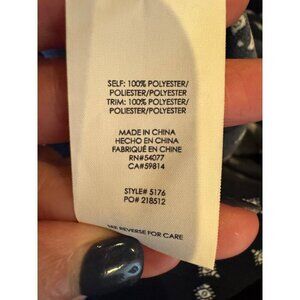 SELF: 100% POLYESTER/
POLIESTER/POLYESTER
TRIM: 100% POLYESTER/
POLIESTER/POLYESTER
MADE IN CHINA
HECHO EN CHINA
FABRIQUÉ EN CHINE
RN#54077
CA#59814
STYLE# 5176
PO# 218512
SEE REVERSE FOR CARE